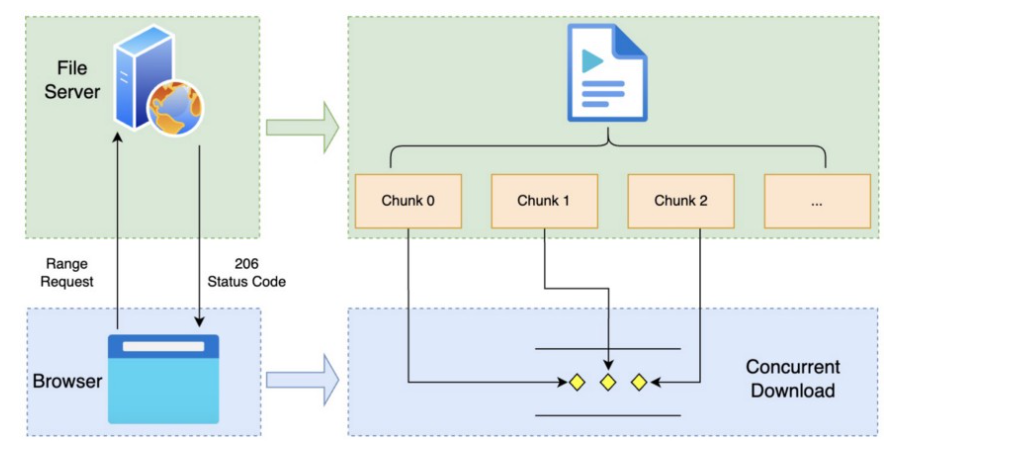 File
Server
Chunk 0
Chunk 1
Chunk 2
...
Range
Request
206
Status Code
Browser
Concurrent
Download